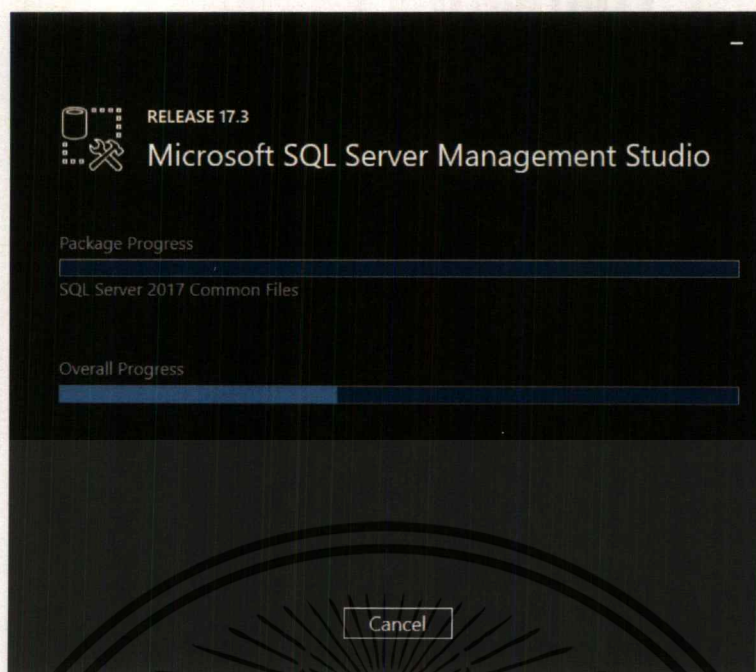 RELEASE 17.3
Microsoft SQL Server Management Studio
Package Progress
SQL Server 2017 Common Files
Overall Progress
Cancel